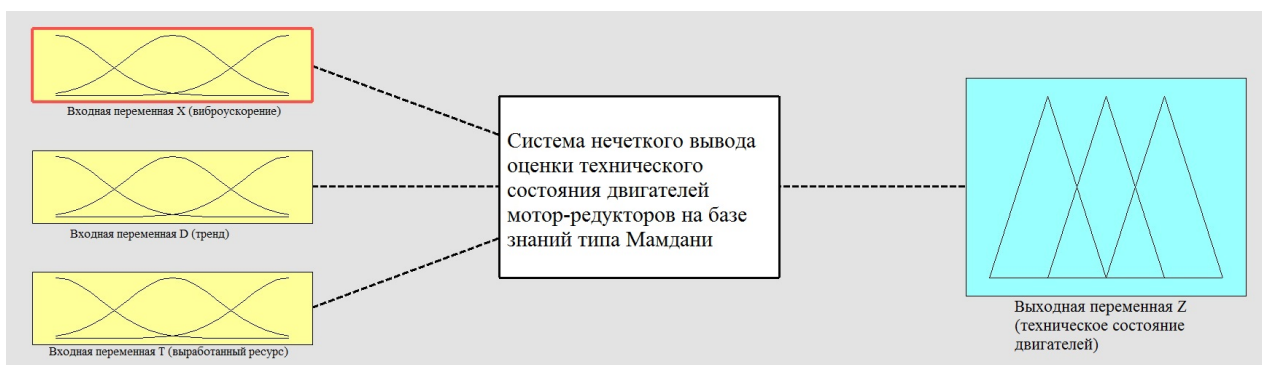 Входная переменная X (виброускорение)
Входная переменная D (тренд)
Входная переменная T (выработанный ресурс)
Система нечеткого вывода
оценки технического
состояния двигателей
мотор-редукторов на базе
знаний типа Мамдани
Выходная переменная Z
(техническое состояние
двигателей)